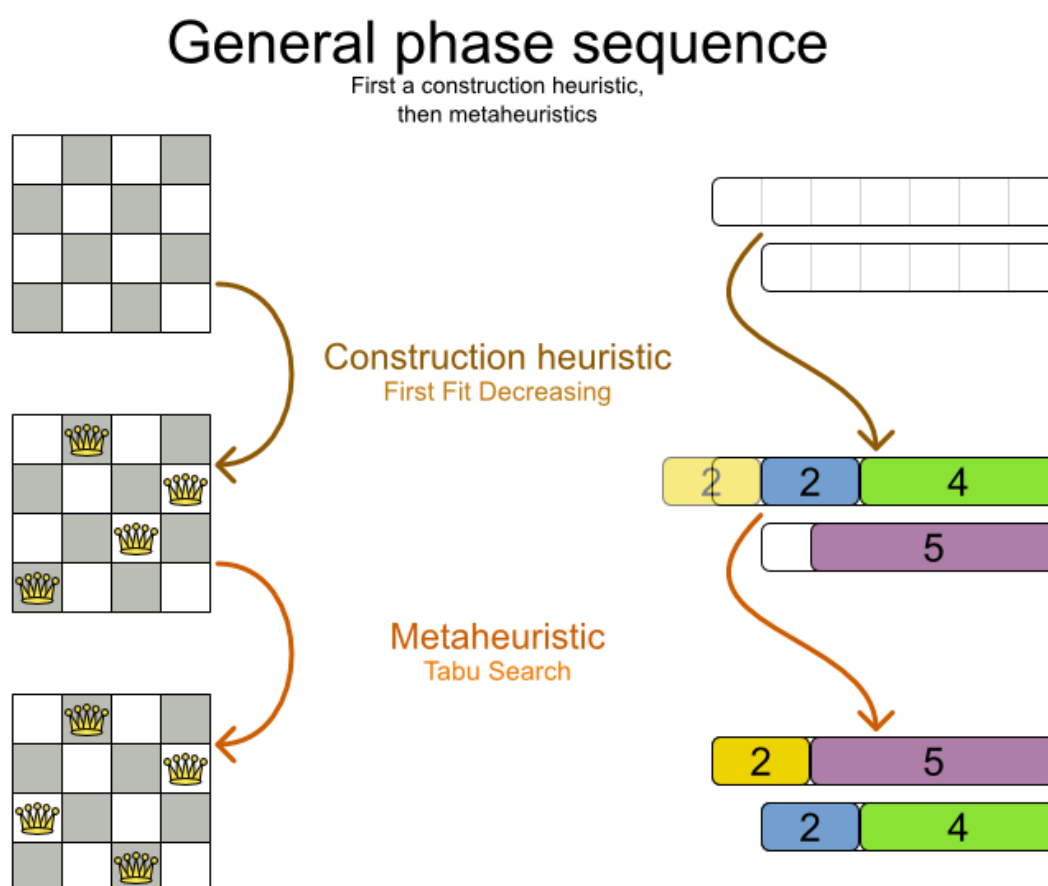 General phase sequence
First a construction heuristic,
then metaheuristics
Construction heuristic
First Fit Decreasing
2 2 4
5
Metaheuristic
Tabu Search
2 5
2 4